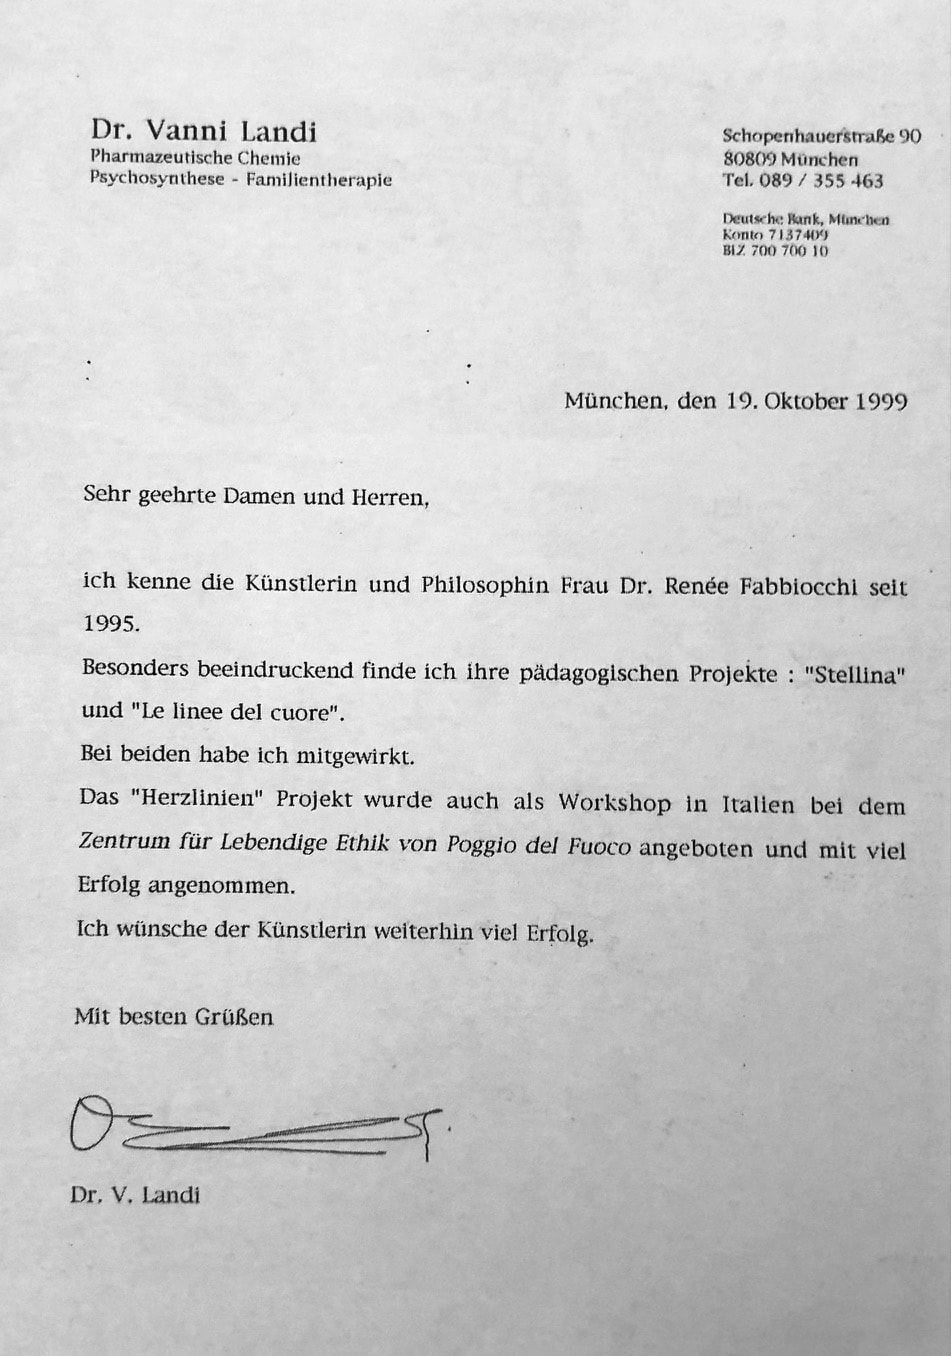 Dr. Vanni Landi
Pharmazeutische Chemie
Psychosynthese - Familientherapie
Schopenhauerstraße 90
80809 München
Tel. 089 / 355 463
Deutsche Bank, München
Konto 7137409
BLZ 700 700 10
München, den 19. Oktober 1999
Sehr geehrte Damen und Herren,
ich kenne die Künstlerin und Philosophin Frau Dr. Renée Fabbiocchi seit
1995.
Besonders beeindruckend finde ich ihre pädagogischen Projekte : "Stellina"
und "Le linee del cuore".
Bei beiden habe ich mitgewirkt.
Das "Herzlinien" Projekt wurde auch als Workshop in Italien bei dem
Zentrum für Lebendige Ethik von Poggio del Fuoco angeboten und mit viel
Erfolg angenommen.
Ich wünsche der Künstlerin weiterhin viel Erfolg.
Mit besten Grüßen
Dr. V. Landi